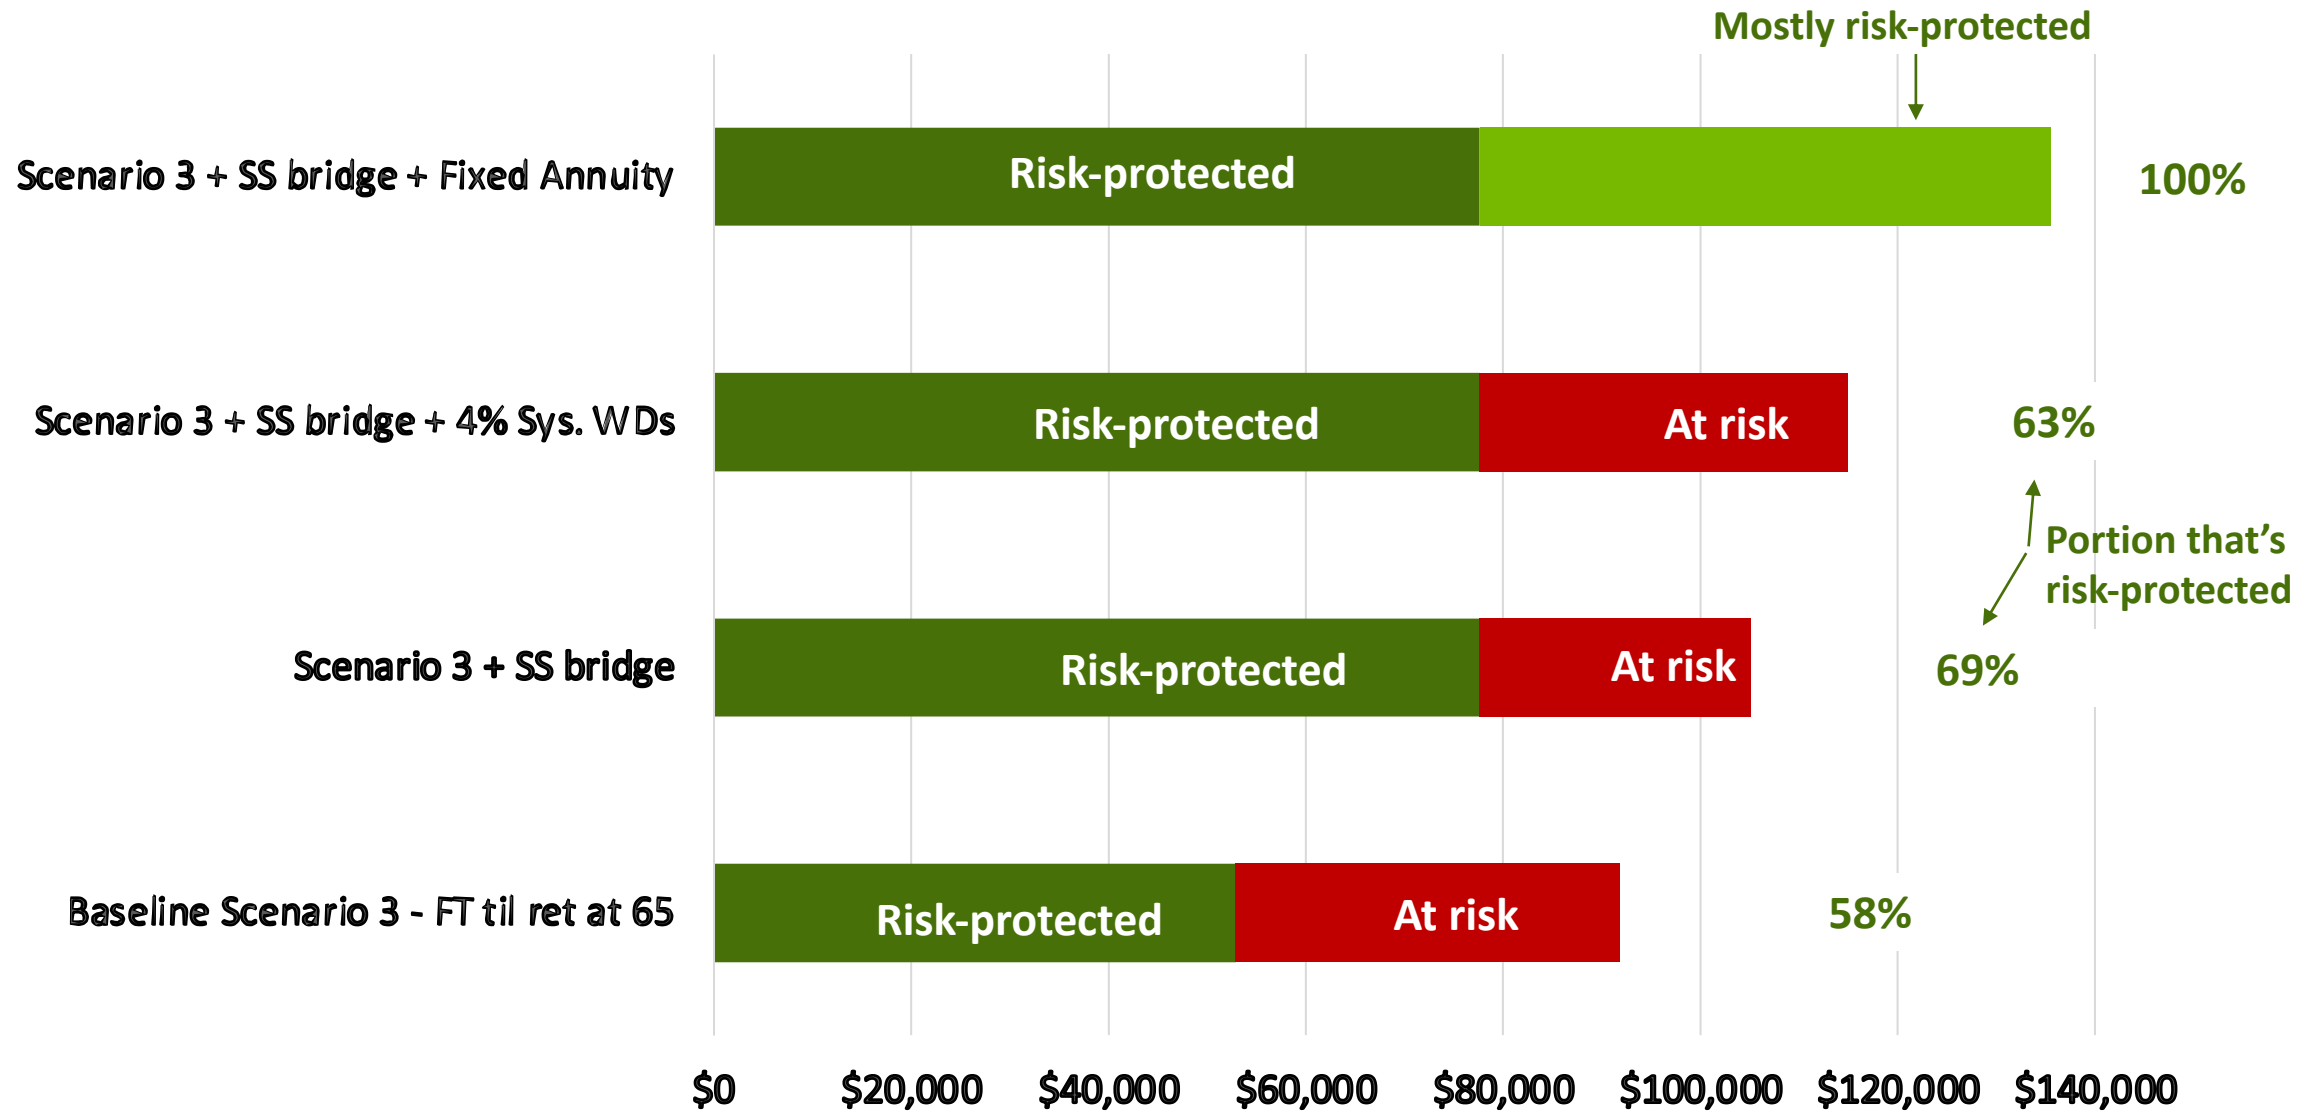 Mostly risk-protected
Scenario 3 + SS bridge + Fixed Annuity
Risk-protected
100%
Scenario 3 + SS bridge + 4% Sys. WDs
Risk-protected
At risk
63%
Portion that’s
risk-protected
Scenario 3 + SS bridge
Risk-protected
At risk
69%
Baseline Scenario 3 - FT til ret at 65
Risk-protected
At risk
58%
$0
$20,000
$40,000
$60,000
$80,000
$100,000
$120,000
$140,000